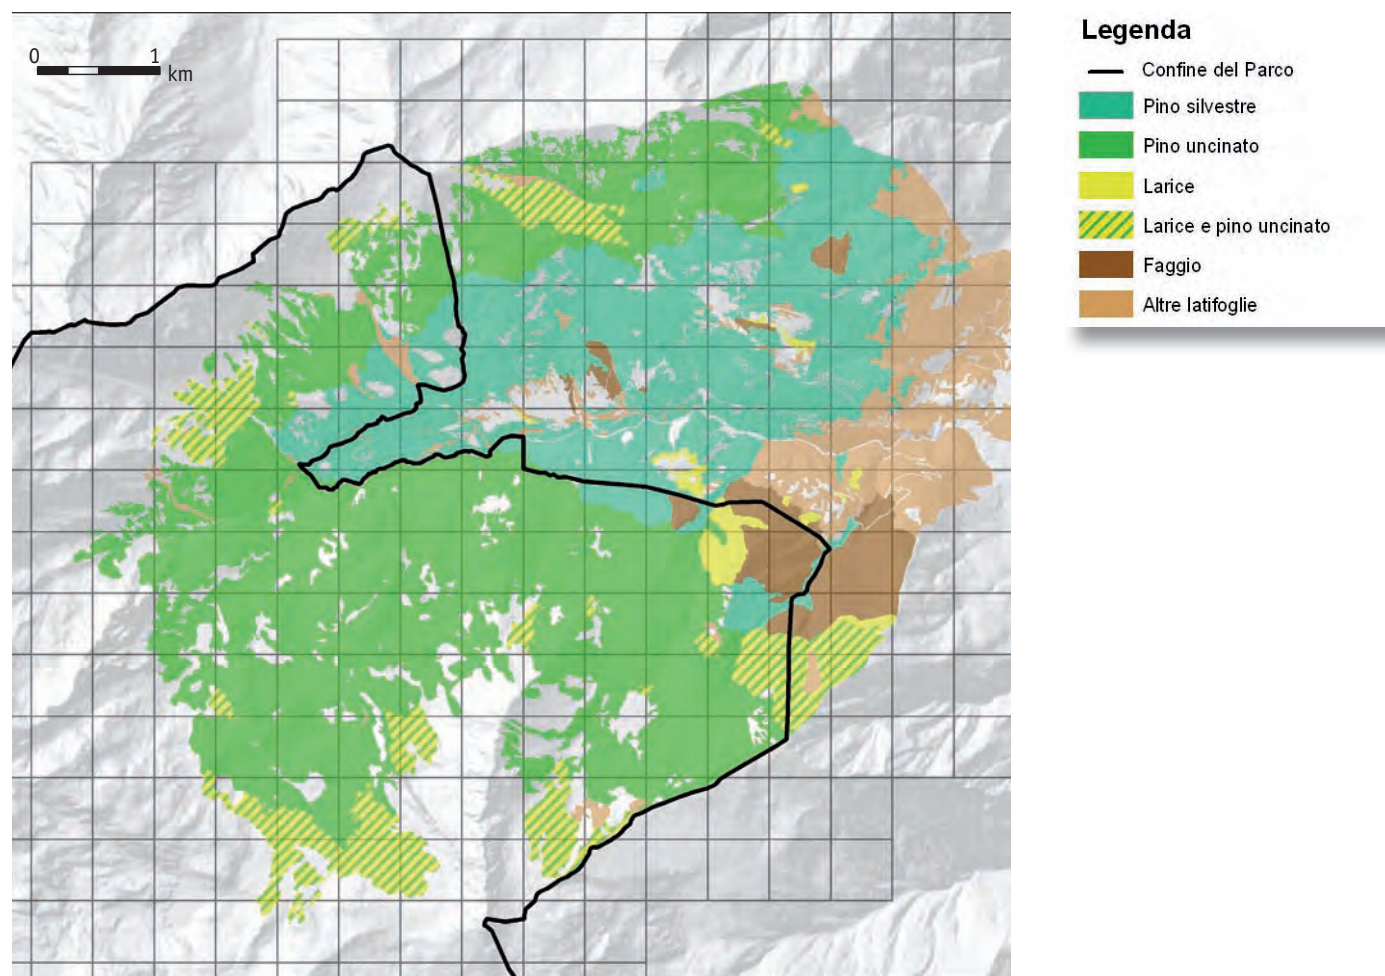 0 1
km
Legenda
Confine del Parco
Pino silvestre
Pino uncinato
Larice
Larice e pino uncinato
Faggio
Altre latifoglie